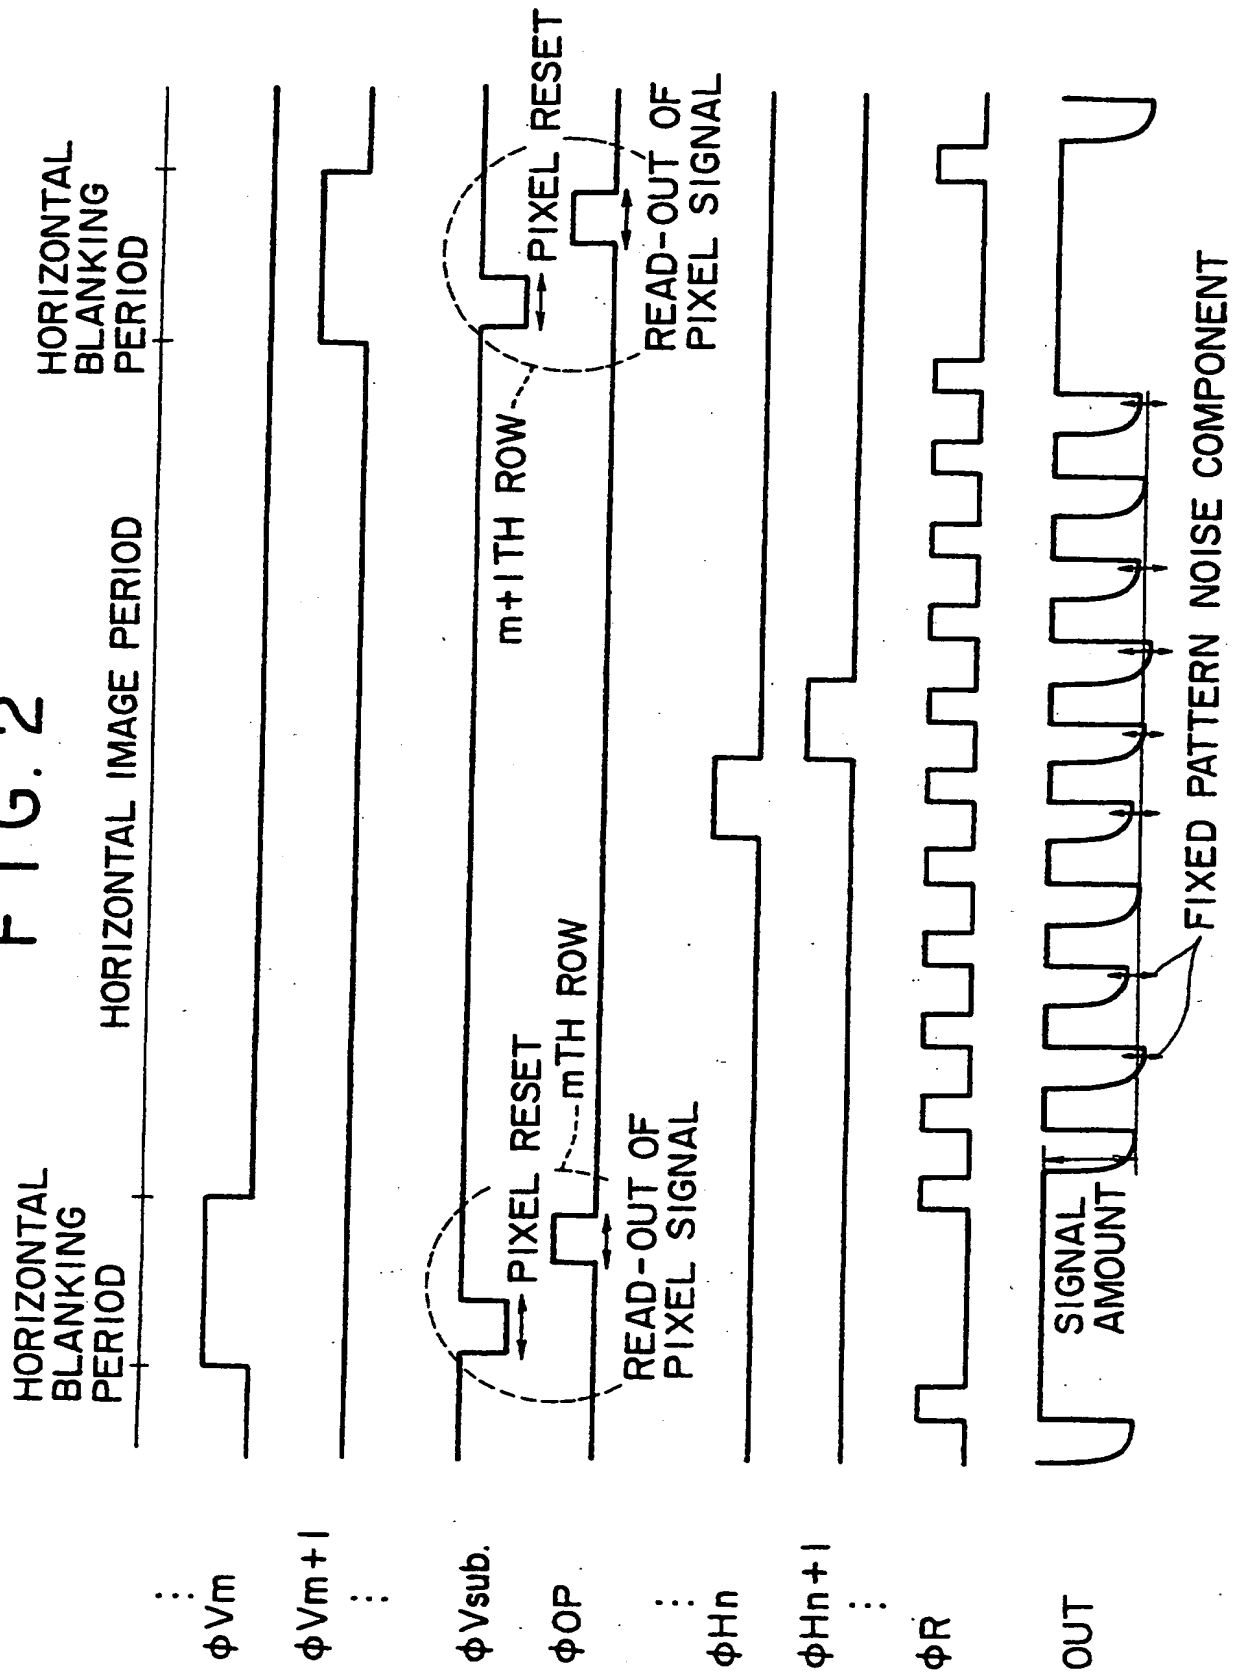 FIG. 2
HORIZONTAL
BLANKING
PERIOD
HORIZONTAL IMAGE PERIOD
HORIZONTAL
BLANKING
PERIOD
⋮
ϕVm
ϕVm+1
⋮
ϕVsub.
PIXEL RESET
mTH ROW
m+1TH ROW
PIXEL RESET
ϕOP
READ-OUT OF
PIXEL SIGNAL
READ-OUT OF
PIXEL SIGNAL
⋮
ϕHn
ϕHn+1
⋮
ϕR
OUT
SIGNAL
AMOUNT
FIXED PATTERN NOISE COMPONENT